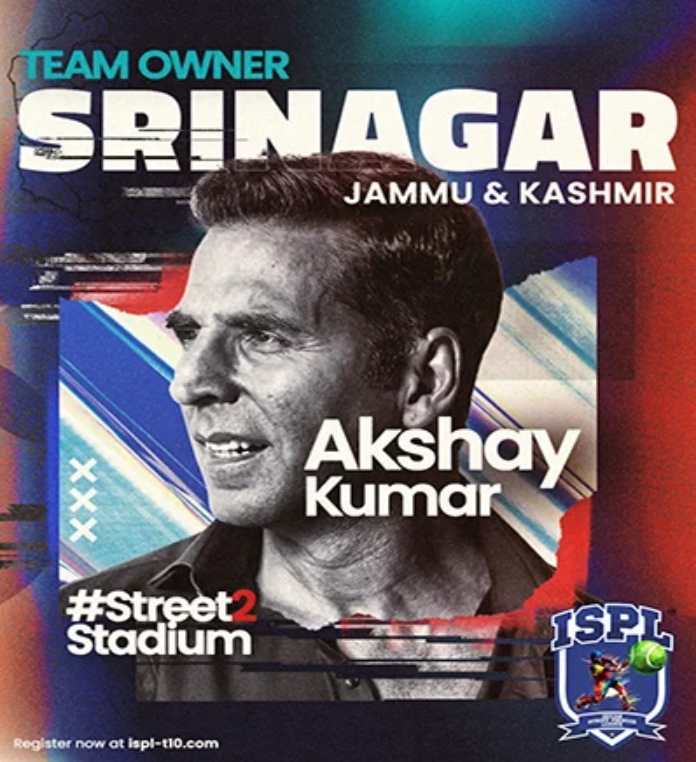 TEAM OWNER
SRINAGAR
JAMMU & KASHMIR
Akshay
Kumar
#Street2
Stadium
ISPL
Register now at ispl-t10.com